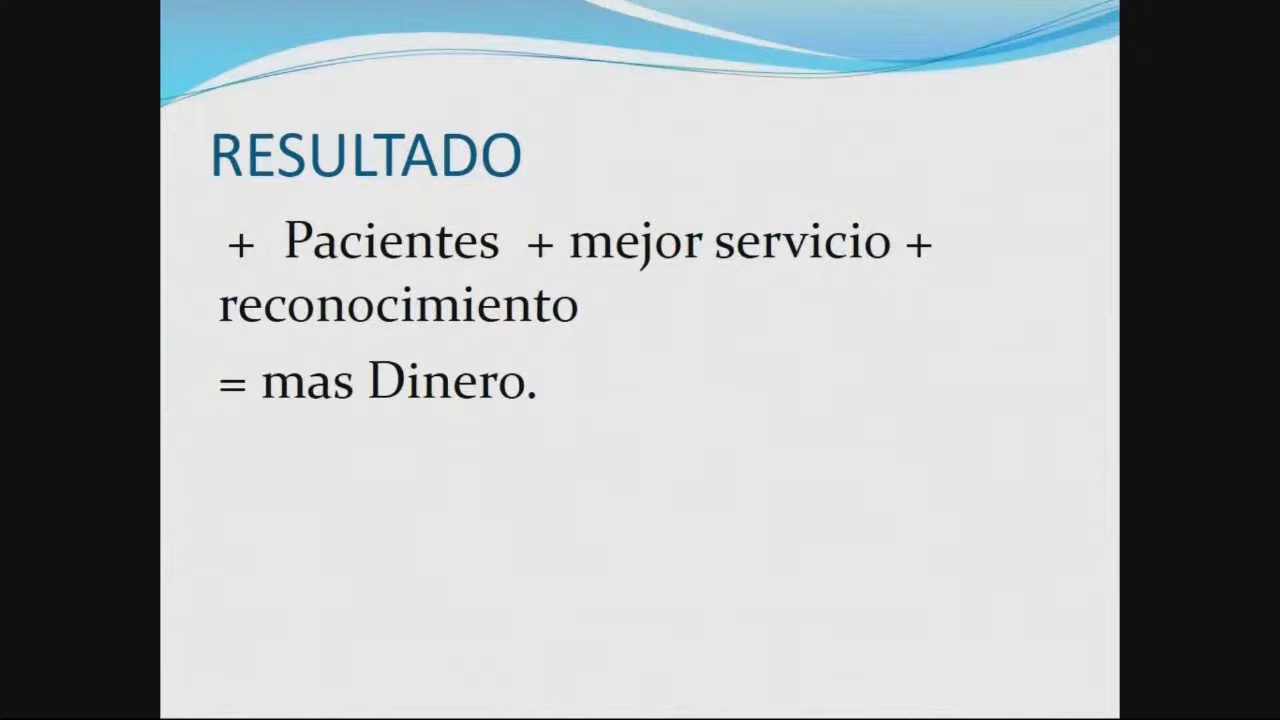 RESULTADO
+ Pacientes + mejor servicio +
reconocimiento
= mas Dinero.